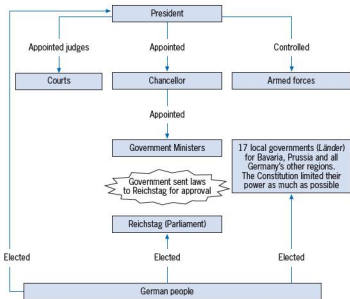 President
Appointed judges
Appointed
Controlled
Courts
Chancellor
Armed forces
Appointed
Government Ministers
17 local governments (Länder)
for Bavaria, Prussia and all
Germany's other regions.
The Constitution limited their
power as much as possible
Government sent laws
to Reichstag for approval
Reichstag (Parliament)
Elected
Elected
Elected
German people